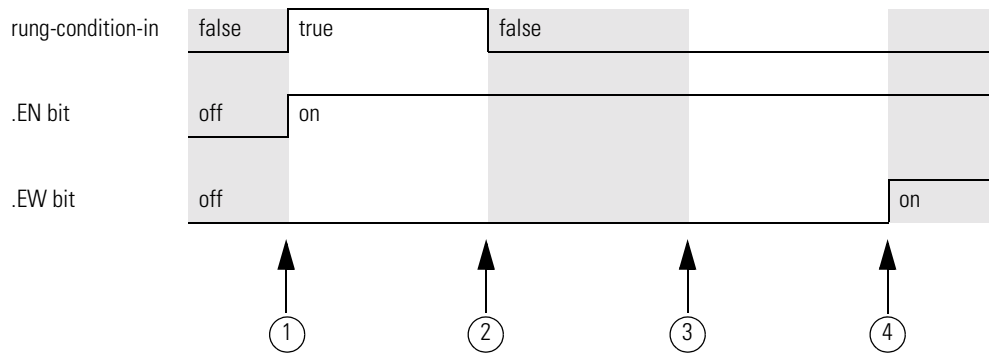 rung-condition-in false true false
.EN bit off on
.EW bit off on
1 2 3 4